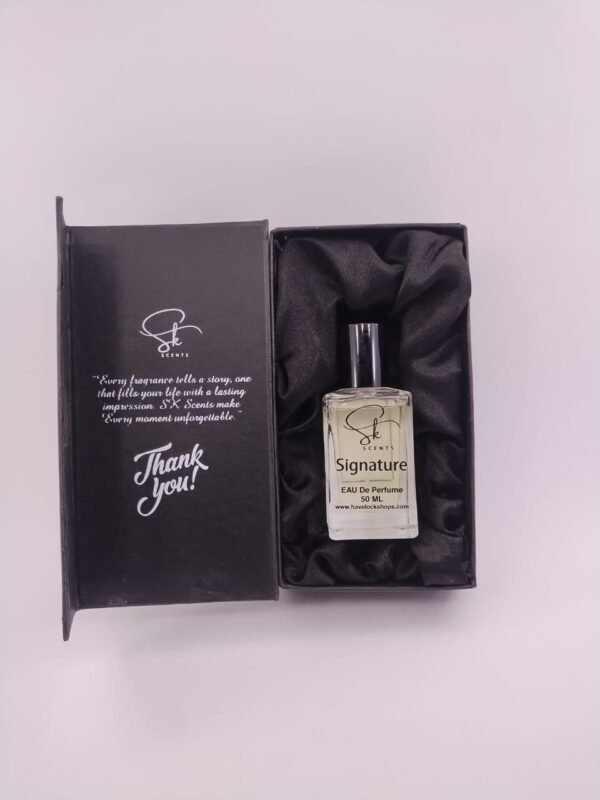 Sk
SCENTS
"Every fragrance tells a story, one
that fills your life with a lasting
impression. SK Scents make
Every moment unforgettable."
Thank
you!
Sk
SCENTS
Signature
EAU De Perfume
50 ML
www.havelockshops.com